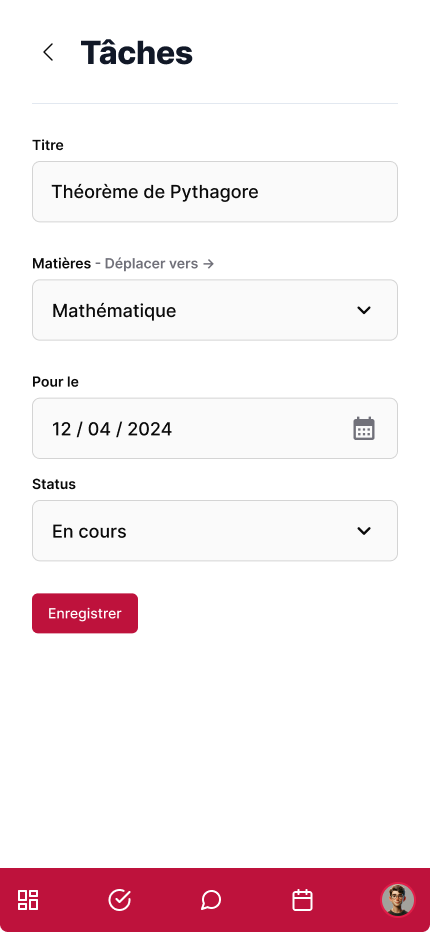 Tâches
Titre
Théorème de Pythagore
Matières - Déplacer vers →
Mathématique
Pour le
12 / 04 / 2024
Status
En cours
Enregistrer